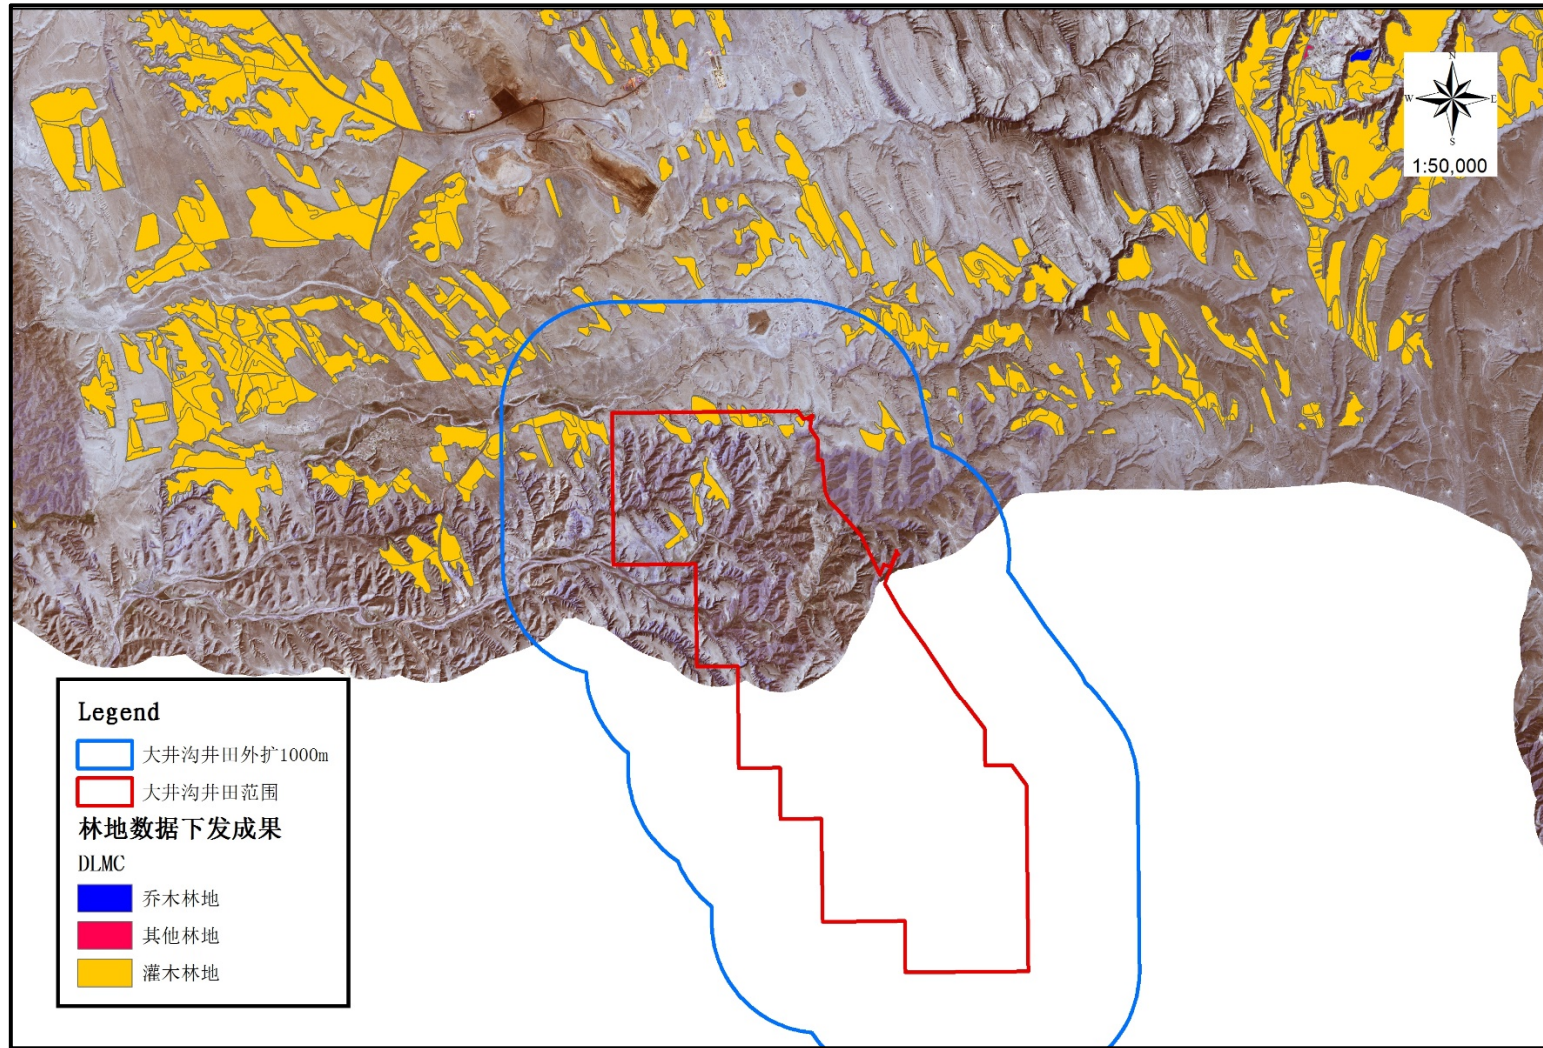 N
W E
S
1:50,000
Legend
大井沟井田外扩1000m
大井沟井田范围
林地数据下发成果
DLMC
乔木林地
其他林地
灌木林地